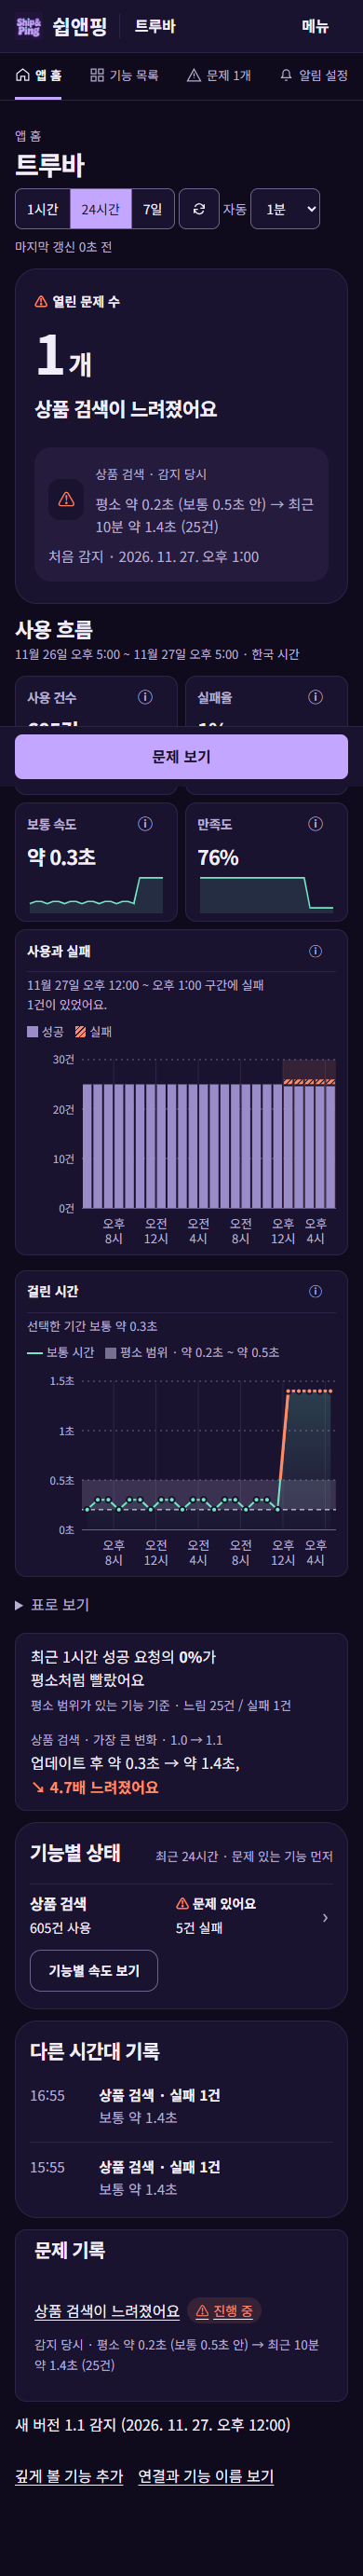 Ship& Ping 쉽앤핑 트루바 메뉴
앱 홈 기능 목록 문제 1개 알림 설정
앱 홈
트루바
1시간 24시간 7일 자동 1분
마지막 갱신 0초 전
열린 문제 수
1개
상품 검색이 느려졌어요
상품 검색 · 감지 당시
평소 약 0.2초 (보통 0.5초 안) → 최근
10분 약 1.4초 (25건)
처음 감지 · 2026. 11. 27. 오후 1:00
사용 흐름
11월 26일 오후 5:00 ~ 11월 27일 오후 5:00 · 한국 시간
사용 건수 실패율
문제 보기
보통 속도 만족도
약 0.3초 76%
사용과 실패
11월 27일 오후 12:00 ~ 오후 1:00 구간에 실패
1건이 있었어요.
성공 실패
30건
20건
10건
0건
오후 오전 오전 오전 오후 오후
8시 12시 4시 8시 12시 4시
걸린 시간
선택한 기간 보통 약 0.3초
보통 시간 평소 범위 · 약 0.2초 ~ 약 0.5초
1.5초
1초
0.5초
0초
오후 오전 오전 오전 오후 오후
8시 12시 4시 8시 12시 4시
▶ 표로 보기
최근 1시간 성공 요청의 0%가
평소처럼 빨랐어요
평소 범위가 있는 기능 기준 · 느림 25건 / 실패 1건
상품 검색 · 가장 큰 변화 · 1.0 → 1.1
업데이트 후 약 0.3초 → 약 1.4초,
↘ 4.7배 느려졌어요
기능별 상태 최근 24시간 · 문제 있는 기능 먼저
상품 검색 문제 있어요
605건 사용 5건 실패 ›
기능별 속도 보기
다른 시간대 기록
16:55 상품 검색 · 실패 1건
보통 약 1.4초
15:55 상품 검색 · 실패 1건
보통 약 1.4초
문제 기록
상품 검색이 느려졌어요 진행 중
감지 당시 · 평소 약 0.2초 (보통 0.5초 안) → 최근 10분
약 1.4초 (25건)
새 버전 1.1 감지 (2026. 11. 27. 오후 12:00)
깊게 볼 기능 추가 연결과 기능 이름 보기